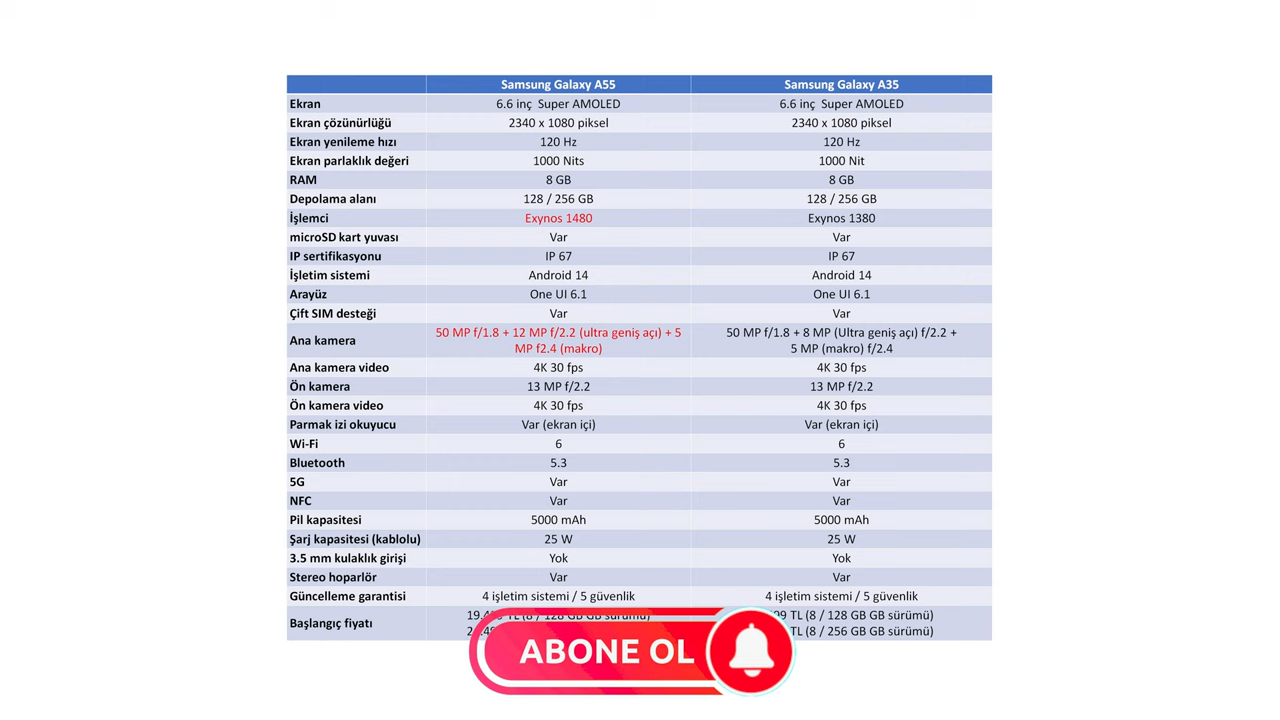 Samsung Galaxy A55 Samsung Galaxy A35
Ekran 6.6 inç Super AMOLED 6.6 inç Super AMOLED
Ekran çözünürlüğü 2340 x 1080 piksel 2340 x 1080 piksel
Ekran yenileme hızı 120 Hz 120 Hz
Ekran parlaklık değeri 1000 Nits 1000 Nit
RAM 8 GB 8 GB
Depolama alanı 128 / 256 GB 128 / 256 GB
İşlemci Exynos 1480 Exynos 1380
microSD kart yuvası Var Var
IP sertifikasyonu IP 67 IP 67
İşletim sistemi Android 14 Android 14
Arayüz One UI 6.1 One UI 6.1
Çift SIM desteği Var Var
Ana kamera 50 MP f/1.8 + 12 MP f/2.2 (ultra geniş açı) + 5 50 MP f/1.8 + 8 MP (Ultra geniş açı) f/2.2 +
MP f2.4 (makro) 5 MP (makro) f/2.4
Ana kamera video 4K 30 fps 4K 30 fps
Ön kamera 13 MP f/2.2 13 MP f/2.2
Ön kamera video 4K 30 fps 4K 30 fps
Parmak izi okuyucu Var (ekran içi) Var (ekran içi)
Wi-Fi 6 6
Bluetooth 5.3 5.3
5G Var Var
NFC Var Var
Pil kapasitesi 5000 mAh 5000 mAh
Şarj kapasitesi (kablolu) 25 W 25 W
3.5 mm kulaklık girişi Yok Yok
Stereo hoparlör Var Var
Güncelleme garantisi 4 işletim sistemi / 5 güvenlik 4 işletim sistemi / 5 güvenlik
Başlangıç fiyatı TL (8 / 128 GB GB sürümü) TL (8 / 128 GB GB sürümü)
TL (8 / 256 GB GB sürümü)
ABONE OL